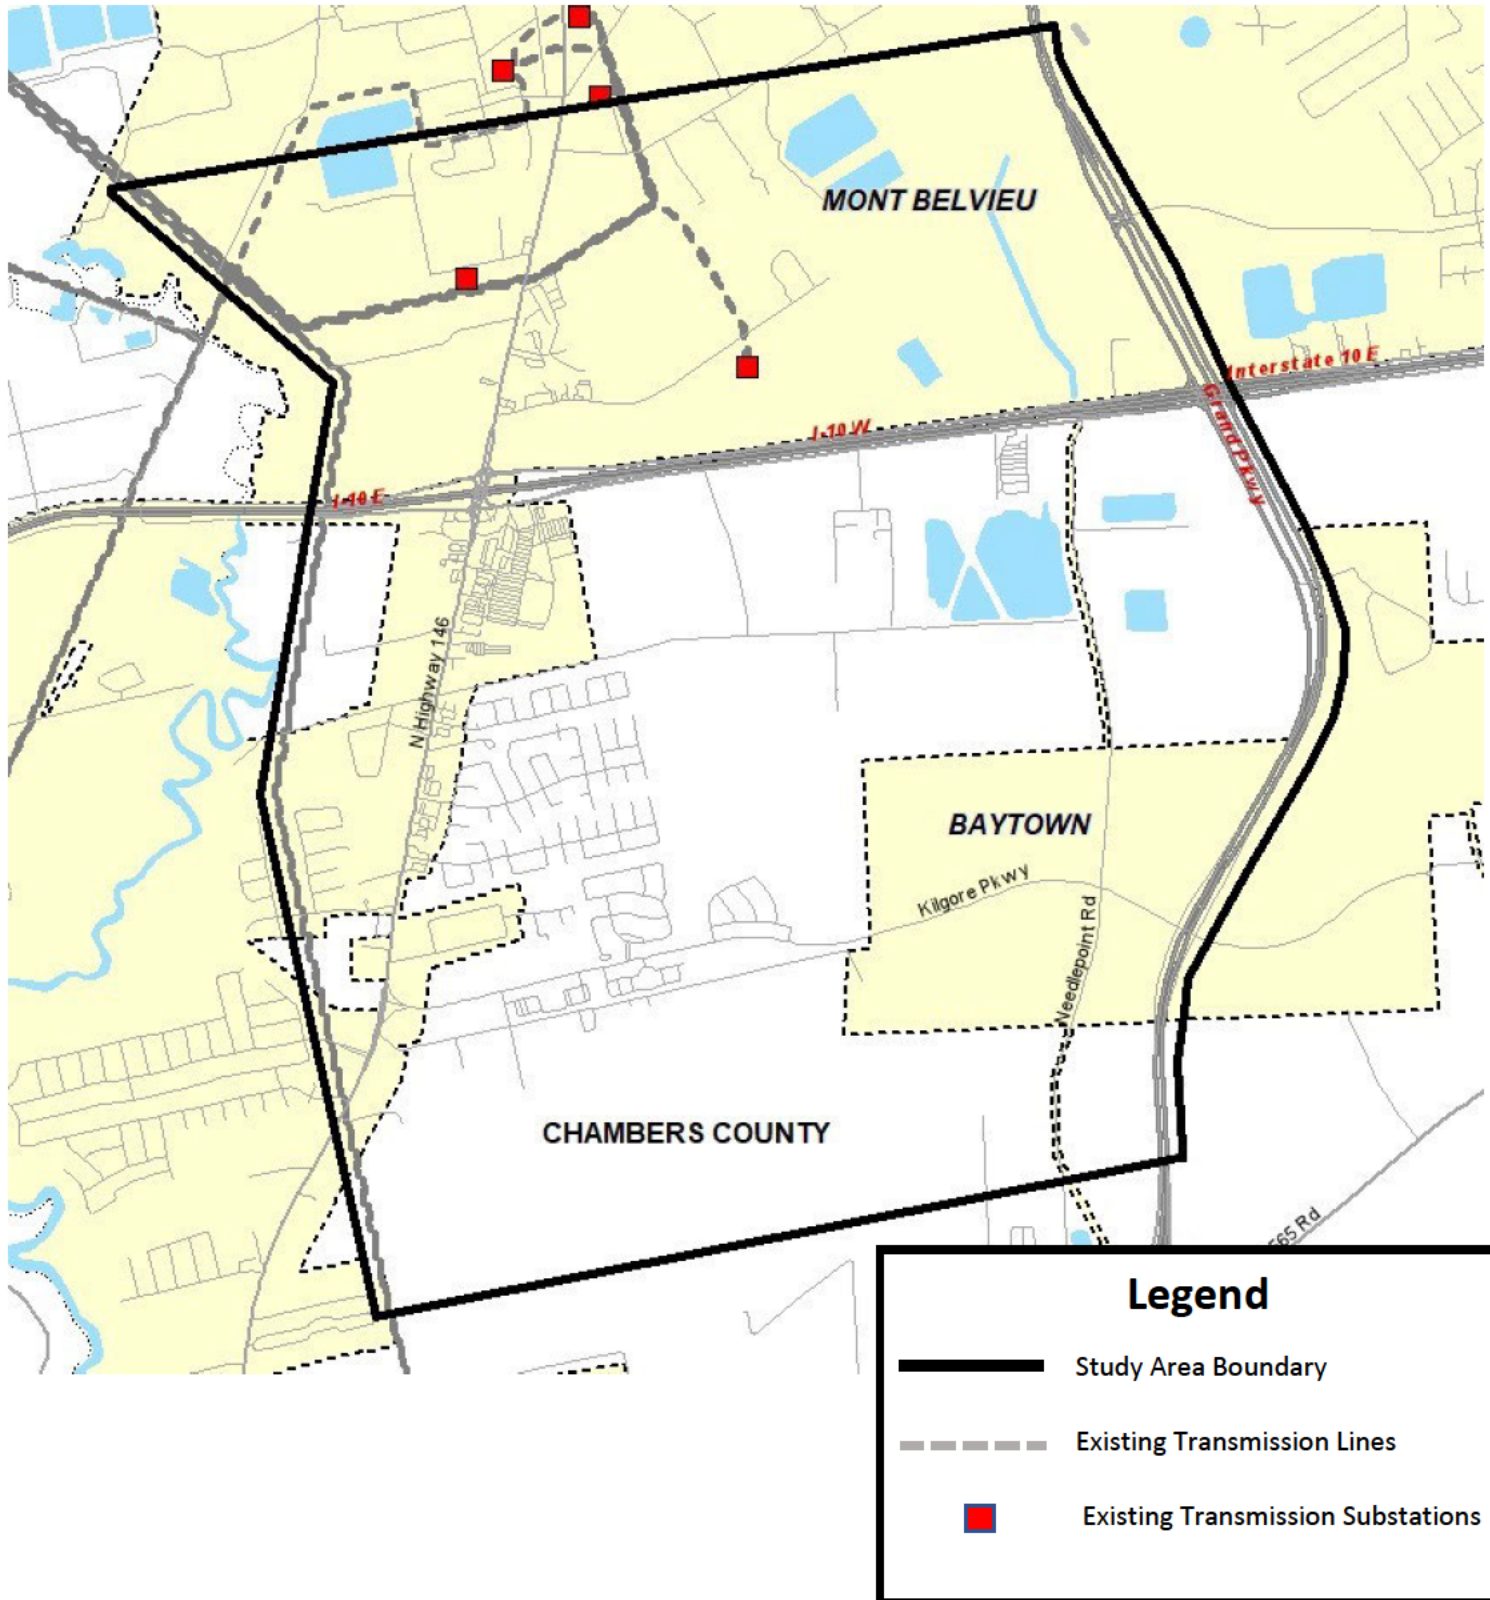 MONT BELVIEU
Interstate 10 E
Grand Pkwy
I-10 W
I-10 E
N Highway 146
BAYTOWN
Kilgore Pkwy
Needlepoint Rd
CHAMBERS COUNTY
565 Rd
Legend
Study Area Boundary
Existing Transmission Lines
Existing Transmission Substations